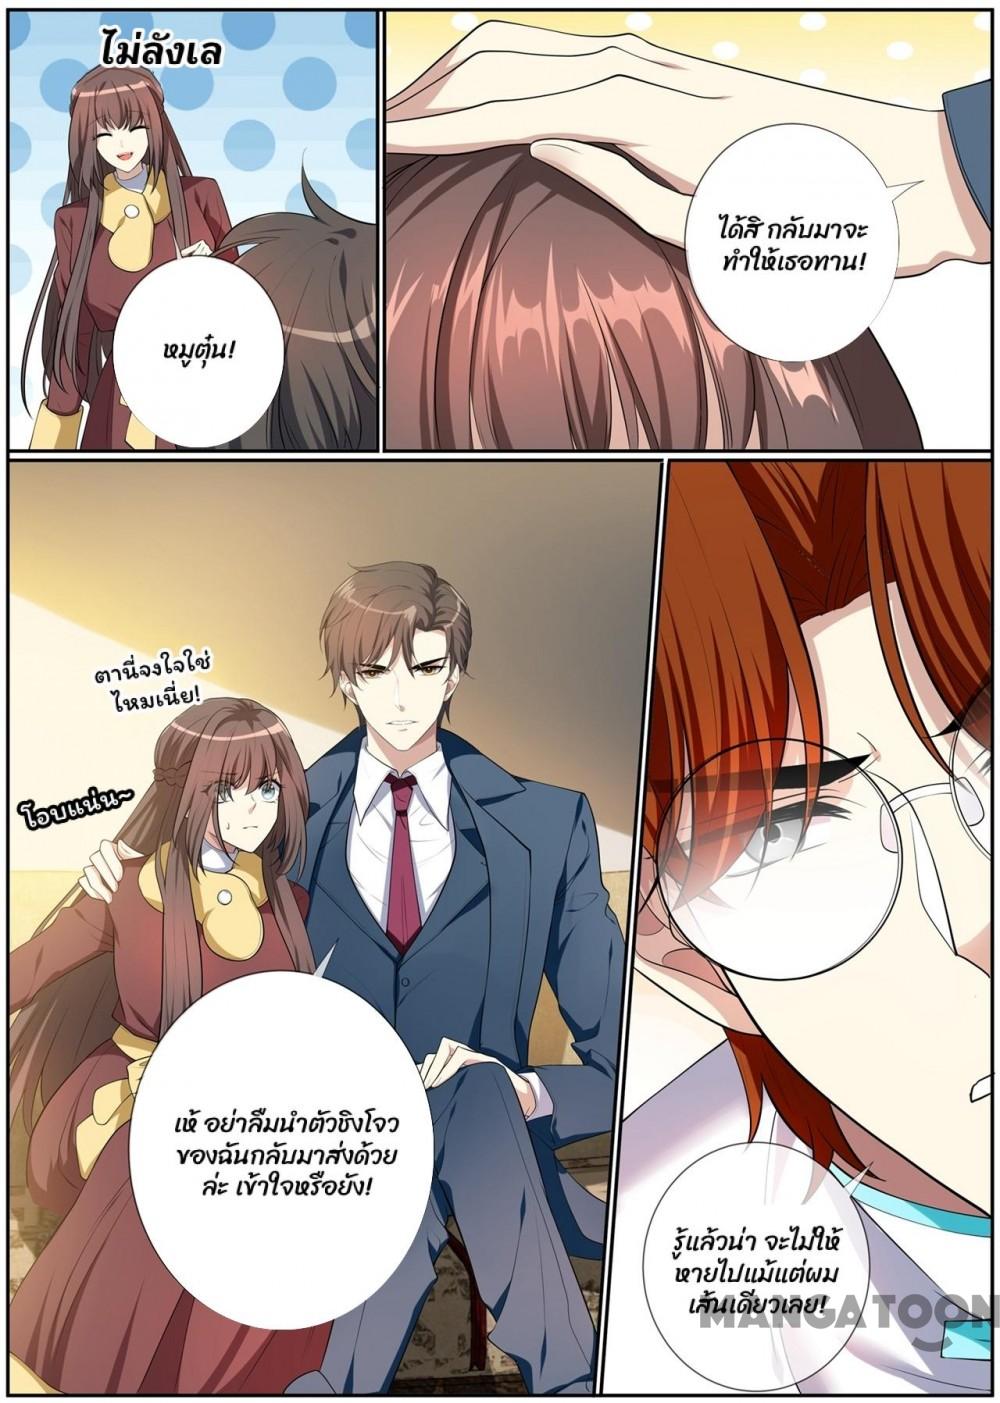 ไม่ลังเล
หมูตุ๋น!
ได้สิ กลับมาจะ
ทำให้เธอทาน!
ตานี่จงใจใช่
ไหมเนี่ย!
โอบแน่น~
เห้ อย่าลืมนำตัวชิงโจว
ของฉันกลับมาส่งด้วย
ล่ะ เข้าใจหรือยัง!
รู้แล้วน่า จะไม่ให้
หายไปแม้แต่ผม
เส้นเดียวเลย!
MANGATOON